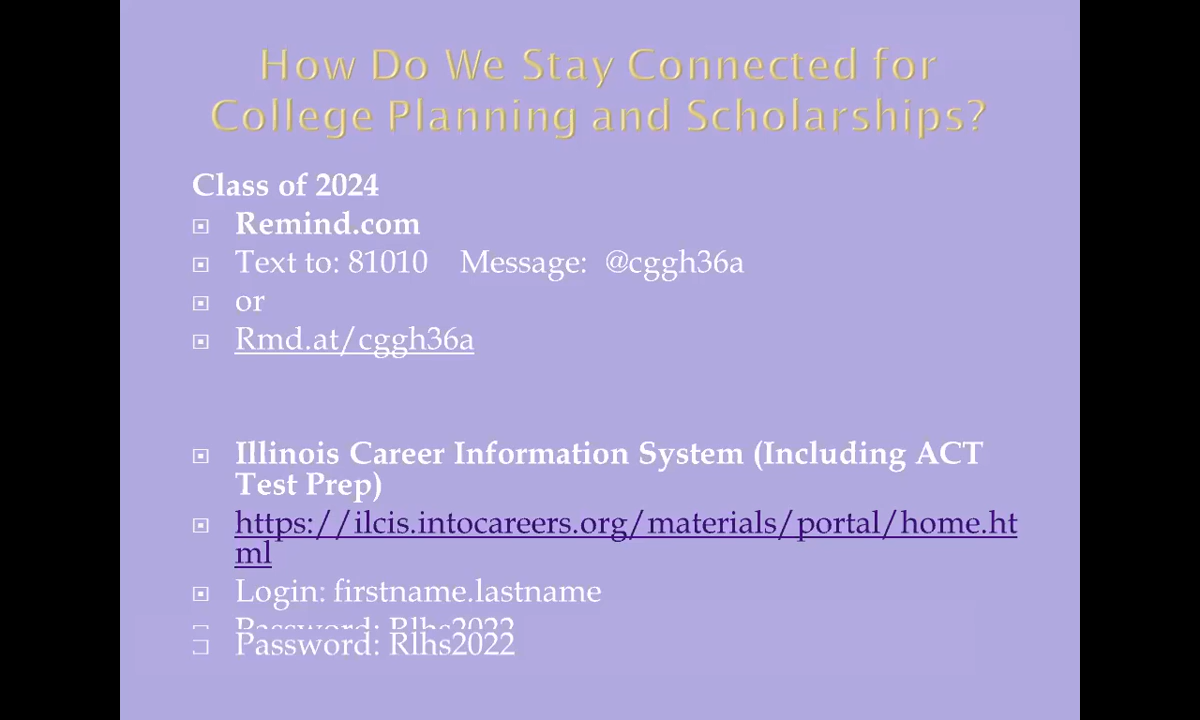 How Do We Stay Connected for
College Planning and Scholarships?
Class of 2024
Remind.com
Text to: 81010 Message: @cggh36a
or
Rmd.at/cggh36a
Illinois Career Information System (Including ACT
Test Prep)
https://ilcis.intocareers.org/materials/portal/home.ht
ml
Login: firstname.lastname
Password: Rlhs2022
Password: Rlhs2022